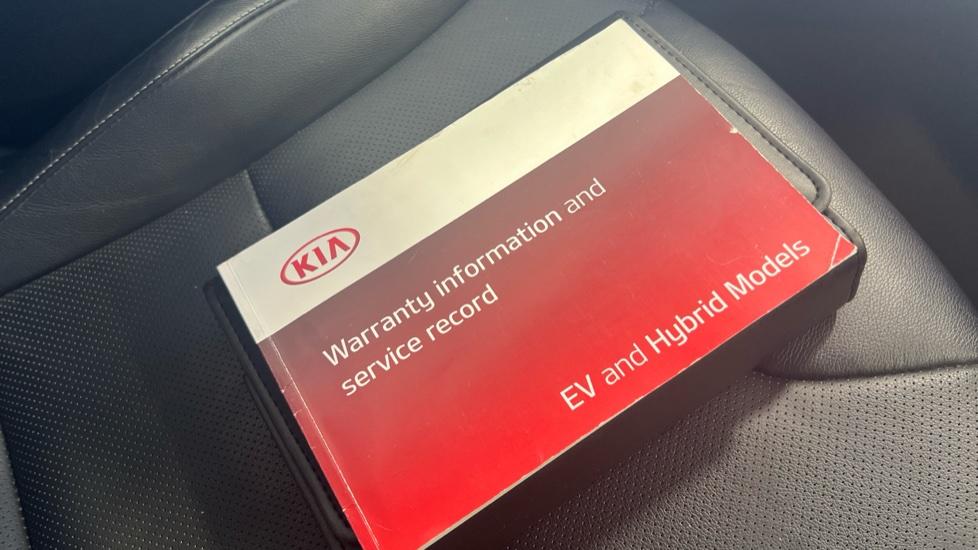 KIA
Warranty information and
service record
EV and Hybrid Models